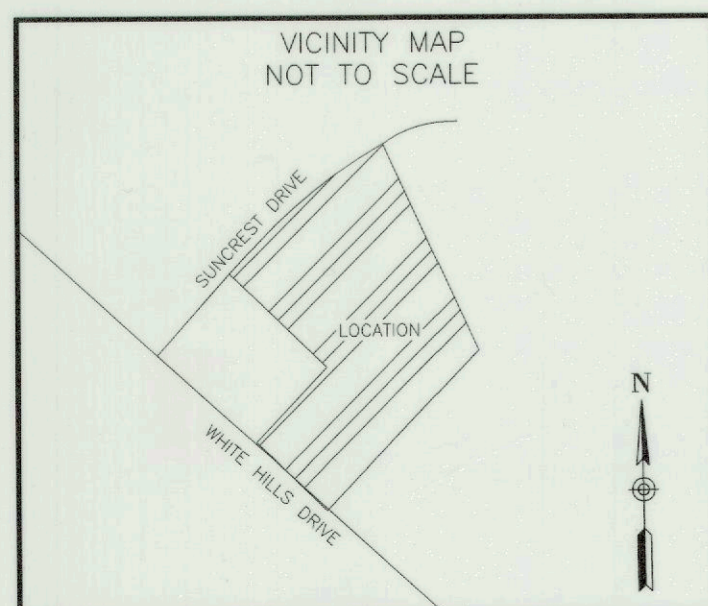 VICINITY MAP
NOT TO SCALE
SUNCREST DRIVE
LOCATION
N
WHITE HILLS DRIVE